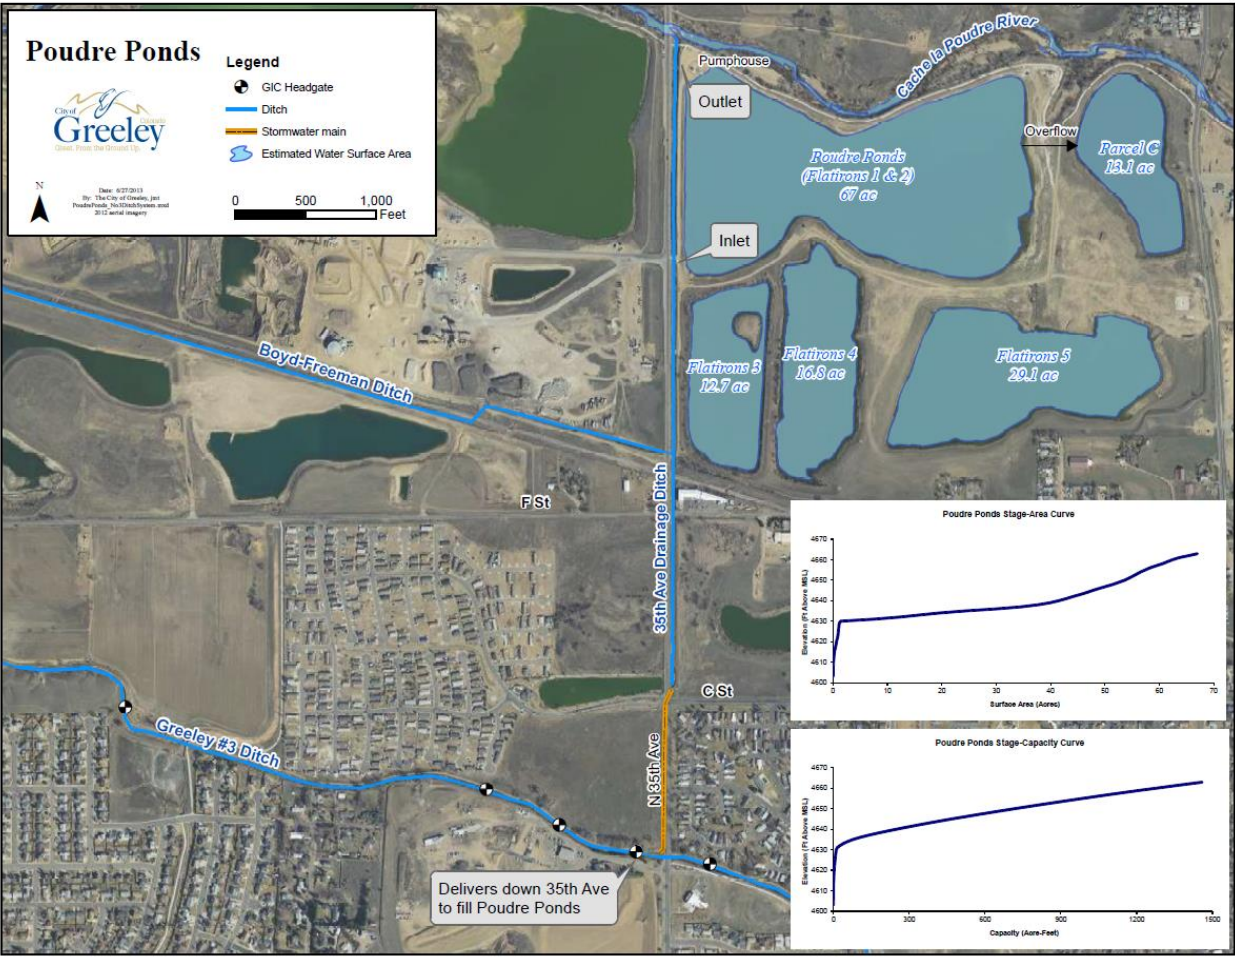 Poudre Ponds
City of
Greeley
Colorado
Great. From the Ground Up.
N
Date: 6/27/2013
By: The City of Greeley, jmt
PoudrePonds_No3DitchSystem.mxd
2012 aerial imagery
Legend
GIC Headgate
Ditch
Stormwater main
Estimated Water Surface Area
0 500 1,000
Feet
Pumphouse
Outlet
Cache la Poudre River
Overflow
Poudre Ponds
(Flatirons 1 & 2)
67 ac
Parcel C
13.1 ac
Inlet
Flatirons 3
12.7 ac
Flatirons 4
16.8 ac
Flatirons 5
29.1 ac
Boyd-Freeman Ditch
F St
35th Ave Drainage Ditch
C St
N 35th Ave
Greeley #3 Ditch
Delivers down 35th Ave
to fill Poudre Ponds
Poudre Ponds Stage-Area Curve
Elevation (Ft Above MSL)
4670
4660
4650
4640
4630
4620
4610
4600
0 10 20 30 40 50 60 70
Surface Area (Acres)
Poudre Ponds Stage-Capacity Curve
Elevation (Ft Above MSL)
4670
4660
4650
4640
4630
4620
4610
4600
0 300 600 900 1200 1500
Capacity (Acre-Feet)